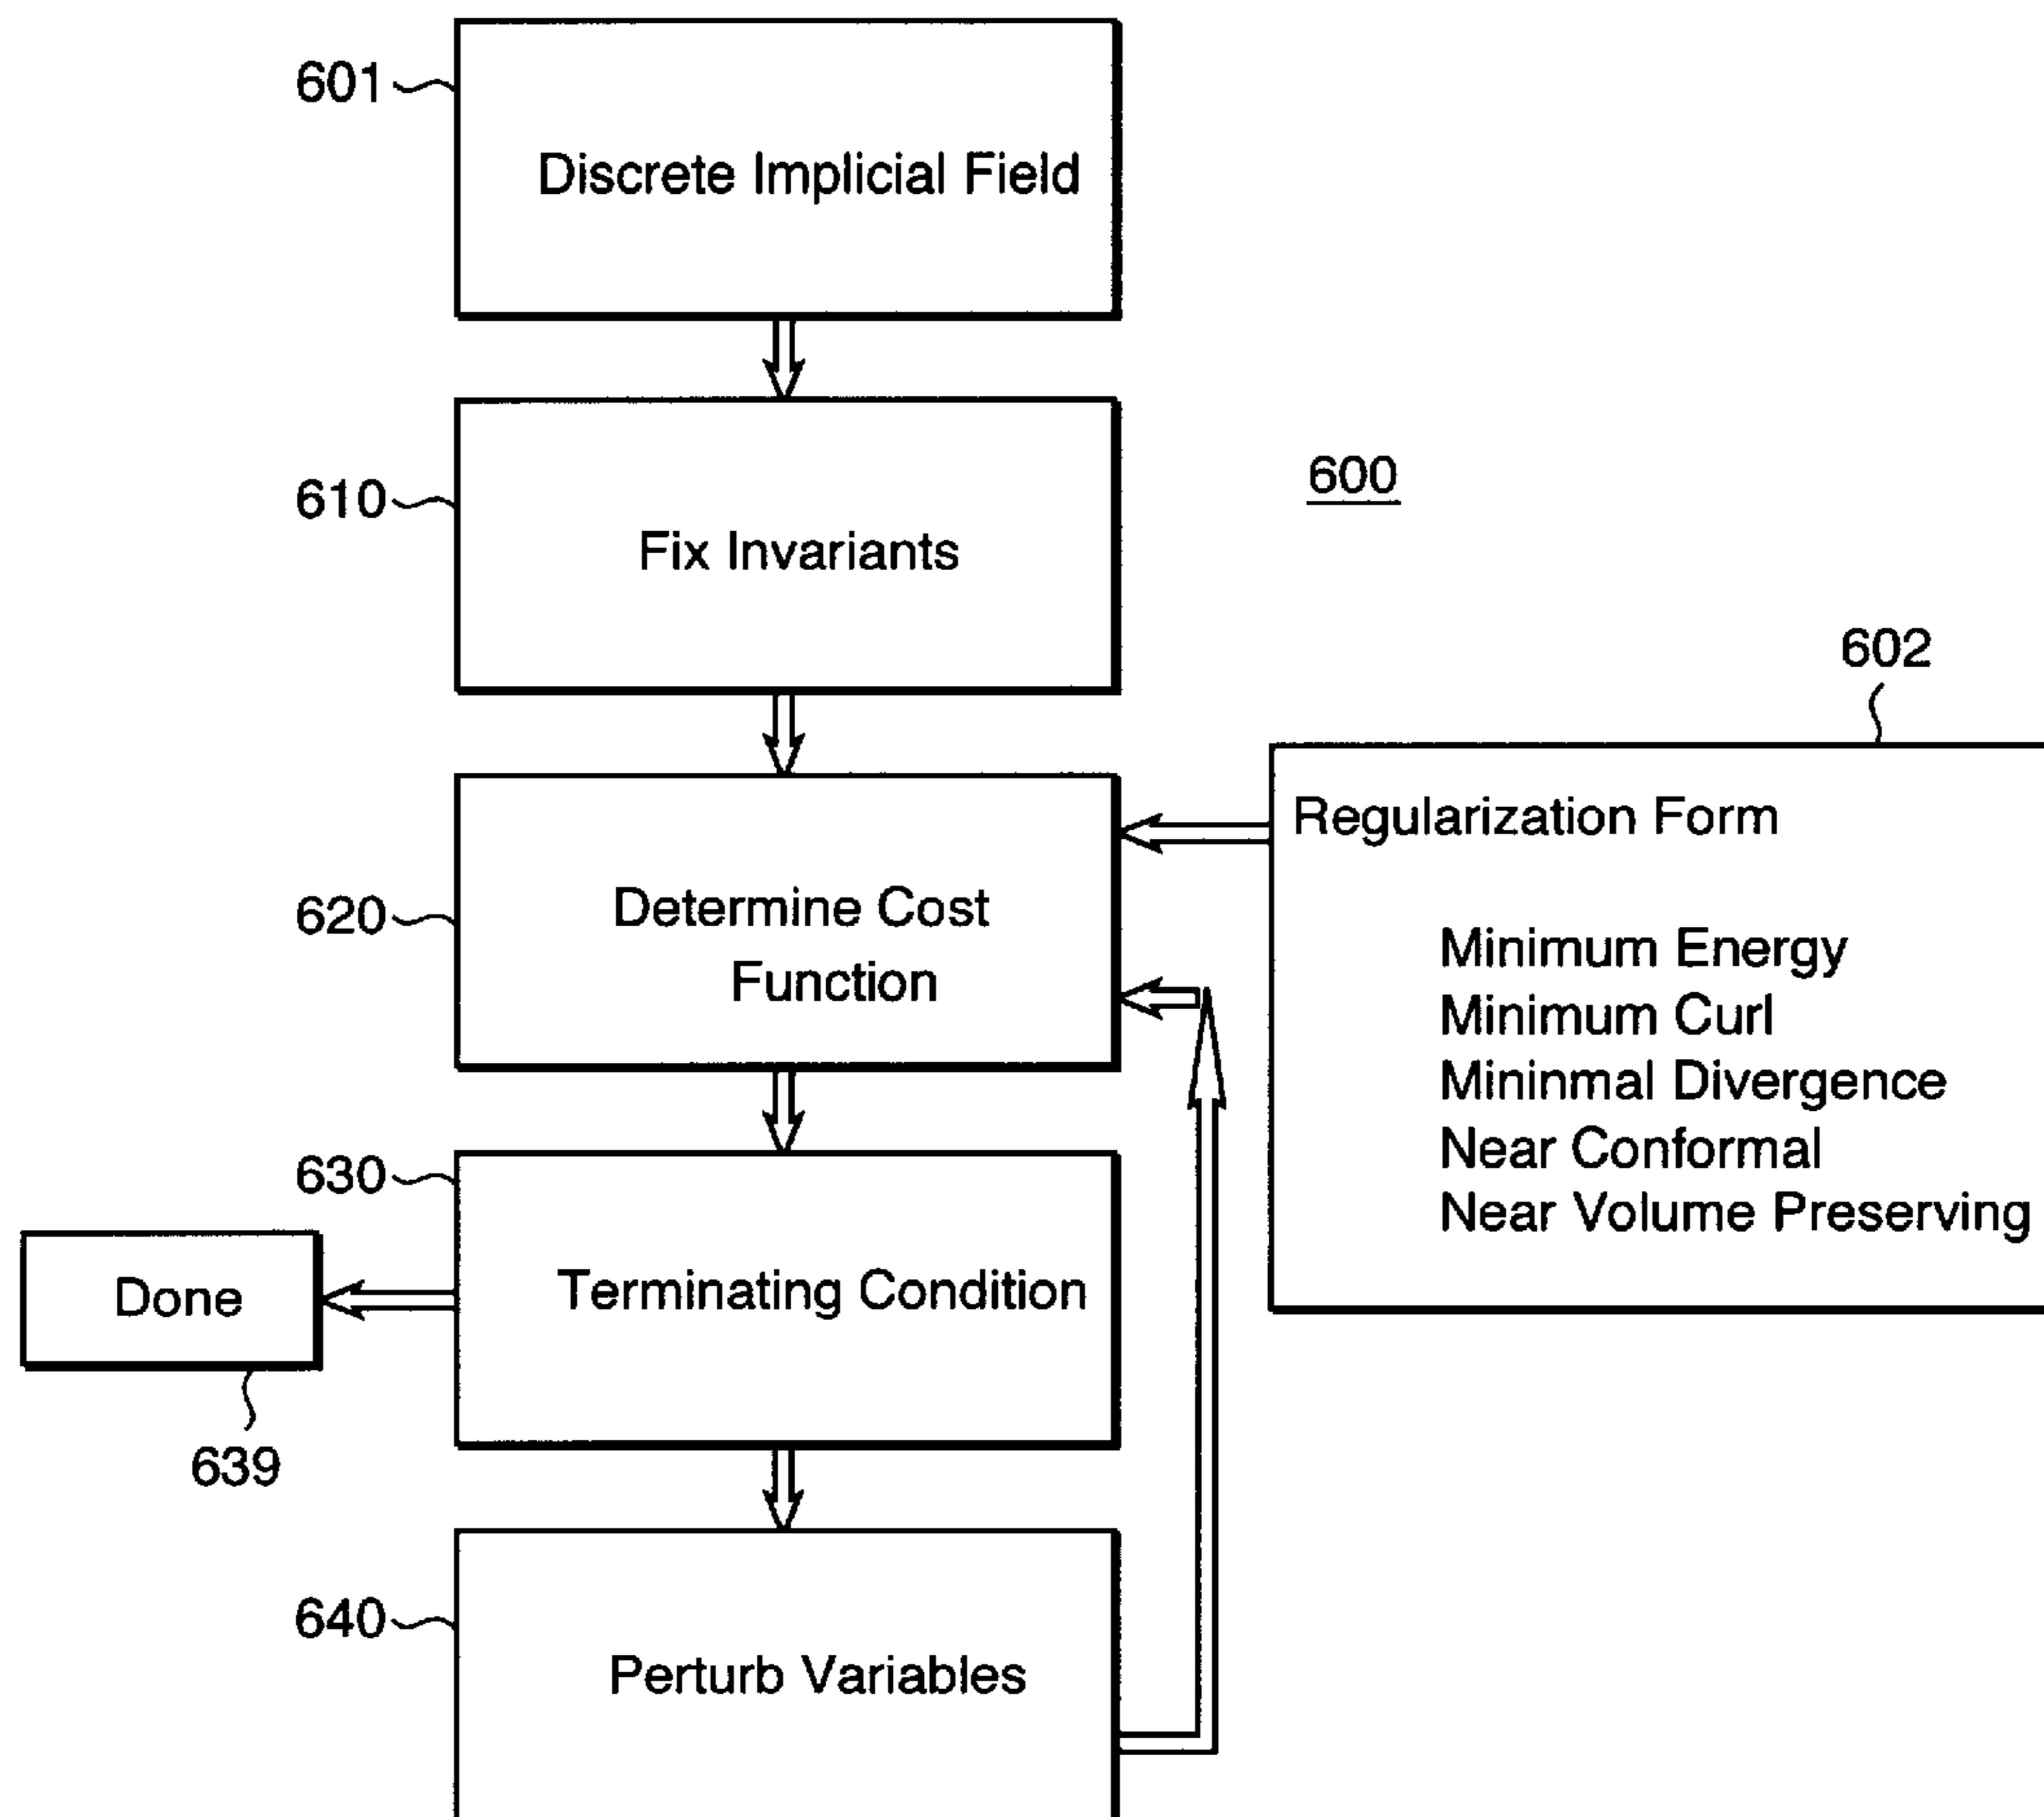 601
Discrete Implicial Field
610
Fix Invariants
600
602
Regularization Form
Minimum Energy
Minimum Curl
Mininmal Divergence
Near Conformal
Near Volume Preserving
620
Determine Cost
Function
630
Terminating Condition
Done
639
640
Perturb Variables